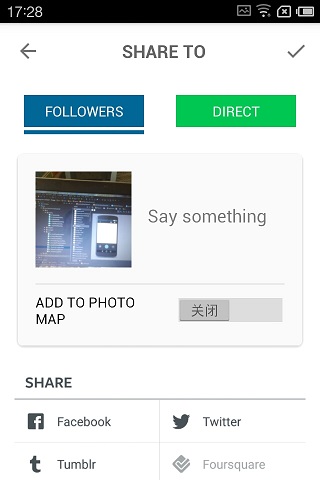 17:28
SHARE TO
FOLLOWERS
DIRECT
Say something
ADD TO PHOTO
MAP
关闭
SHARE
Facebook
Twitter
Tumblr
Foursquare